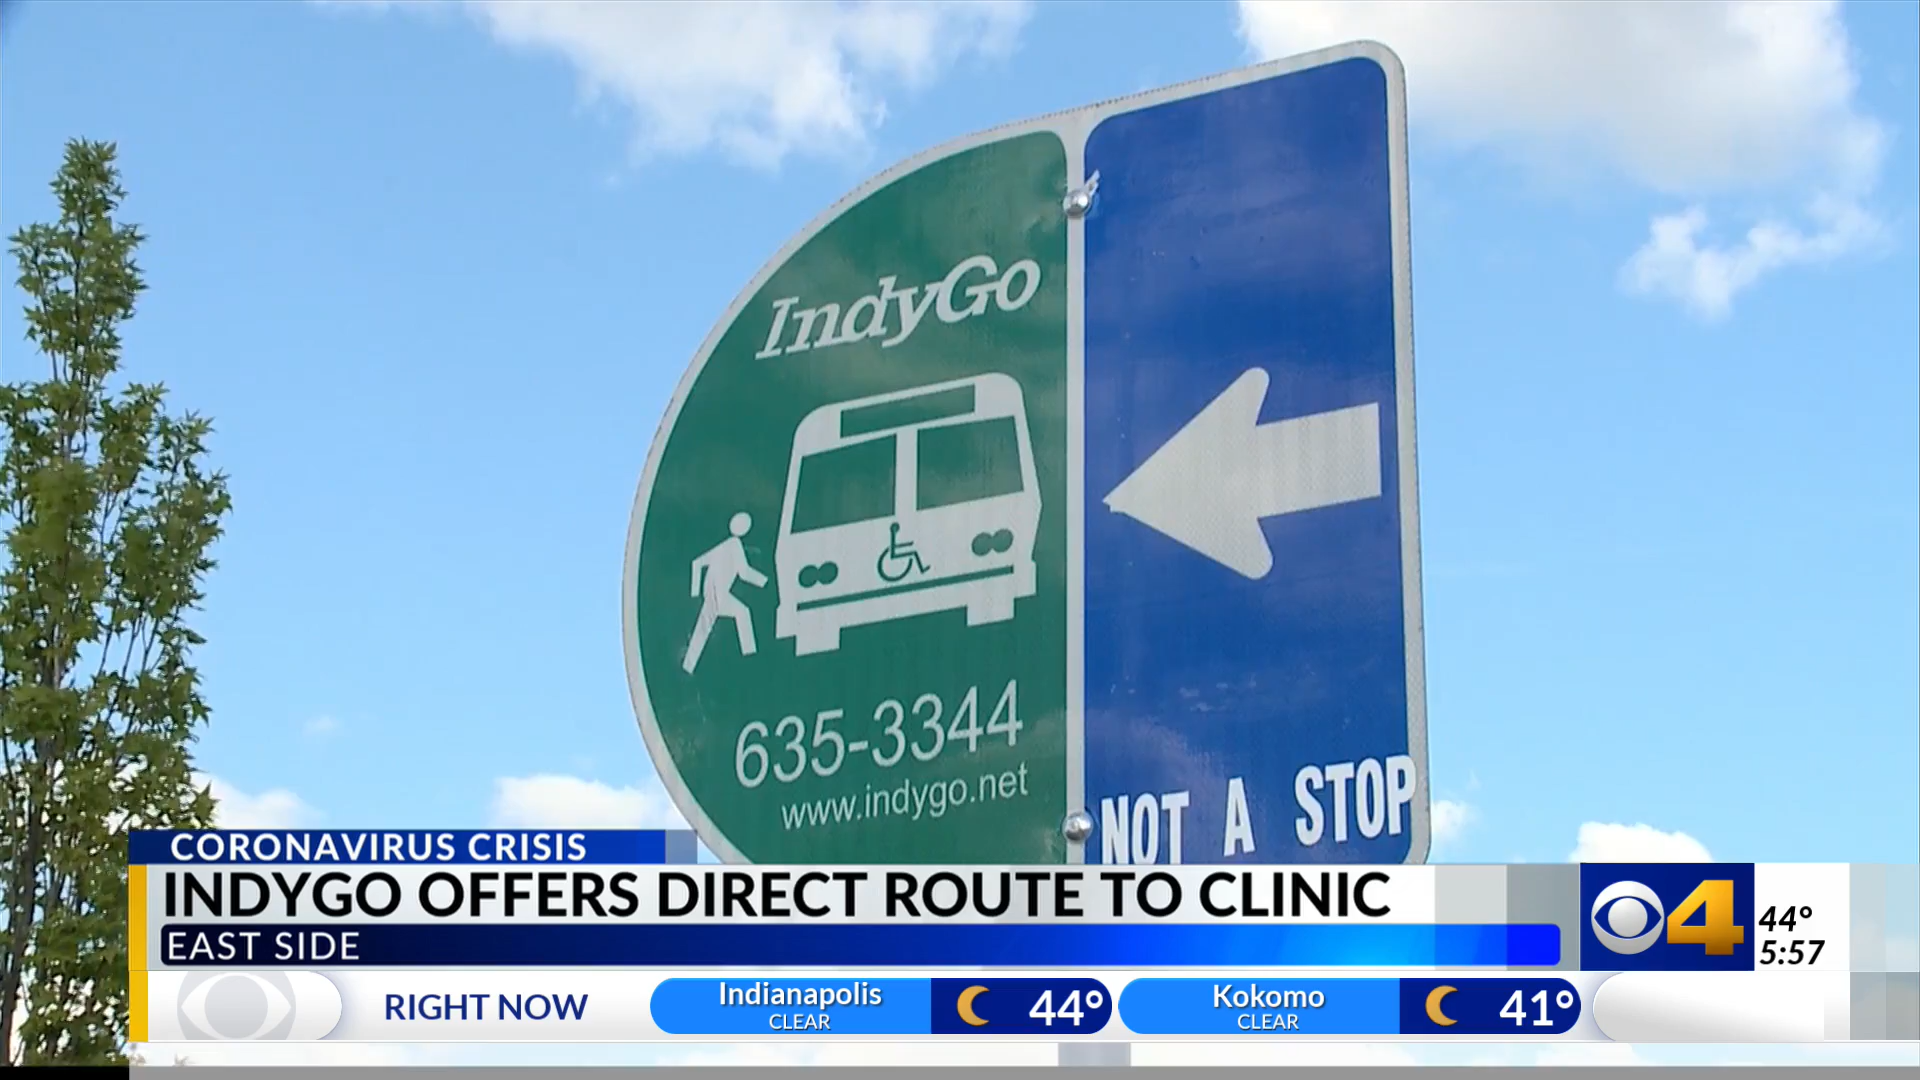 IndyGo
635-3344
www.indygo.net
NOT A STOP
CORONAVIRUS CRISIS
INDYGO OFFERS DIRECT ROUTE TO CLINIC
EAST SIDE
4
44°
5:57
RIGHT NOW
Indianapolis
CLEAR
44°
Kokomo
CLEAR
41°